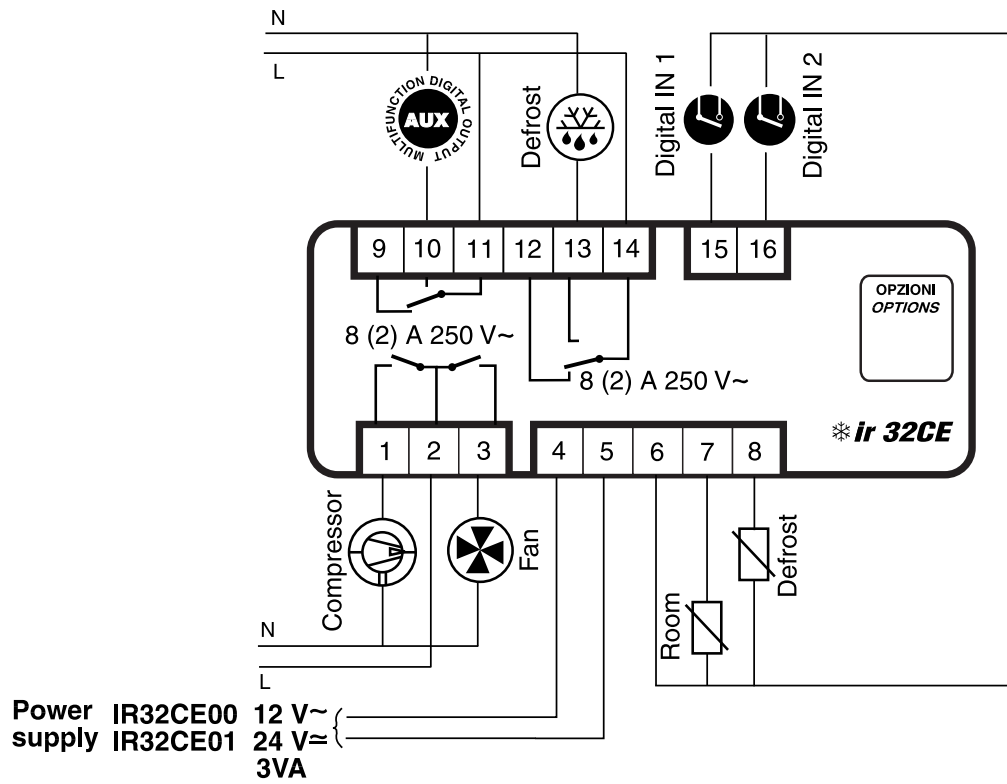 N
L
MULTIFUNCTION DIGITAL OUTPUT
AUX
Defrost
Digital IN 1
Digital IN 2
9 10 11 12 13 14
15 16
OPZIONI
OPTIONS
8 (2) A 250 V~
8 (2) A 250 V~
ir 32CE
1 2 3
4 5 6 7 8
Compressor
Fan
Room
Defrost
N
L
Power IR32CE00 12 V~
supply IR32CE01 24 V≃
3VA